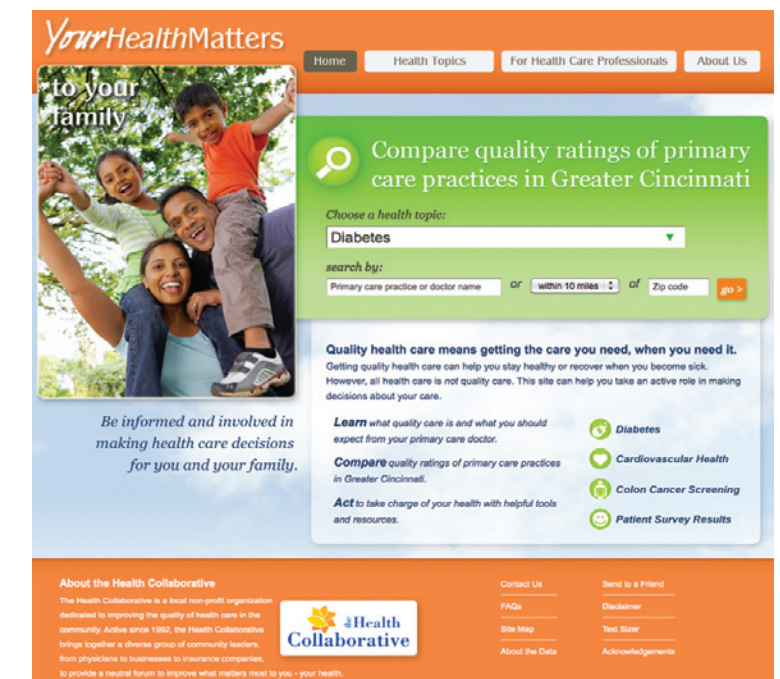 YourHealthMatters
Home
Health Topics
For Health Care Professionals
About Us
to your
family
Compare quality ratings of primary
care practices in Greater Cincinnati
Choose a health topic:
Diabetes
search by:
Primary care practice or doctor name
or
within 10 miles
of
Zip code
go >
Be informed and involved in
making health care decisions
for you and your family.
Quality health care means getting the care you need, when you need it.
Getting quality health care can help you stay healthy or recover when you become sick.
However, all health care is not quality care. This site can help you take an active role in making
decisions about your care.
Learn what quality care is and what you should
expect from your primary care doctor.
Compare quality ratings of primary care practices
in Greater Cincinnati.
Act to take charge of your health with helpful tools
and resources.
Diabetes
Cardiovascular Health
Colon Cancer Screening
Patient Survey Results
About the Health Collaborative
The Health Collaborative is a local non-profit organization
dedicated to improving the quality of health care in the
community. Active since 1992, the Health Collaborative
brings together a diverse group of community leaders,
from physicians to businesses to insurance companies,
to provide a neutral forum to improve what matters most to you - your health.
the Health
Collaborative
Contact Us
FAQs
Site Map
About the Data
Send to a Friend
Disclaimer
Text Sizer
Acknowledgements